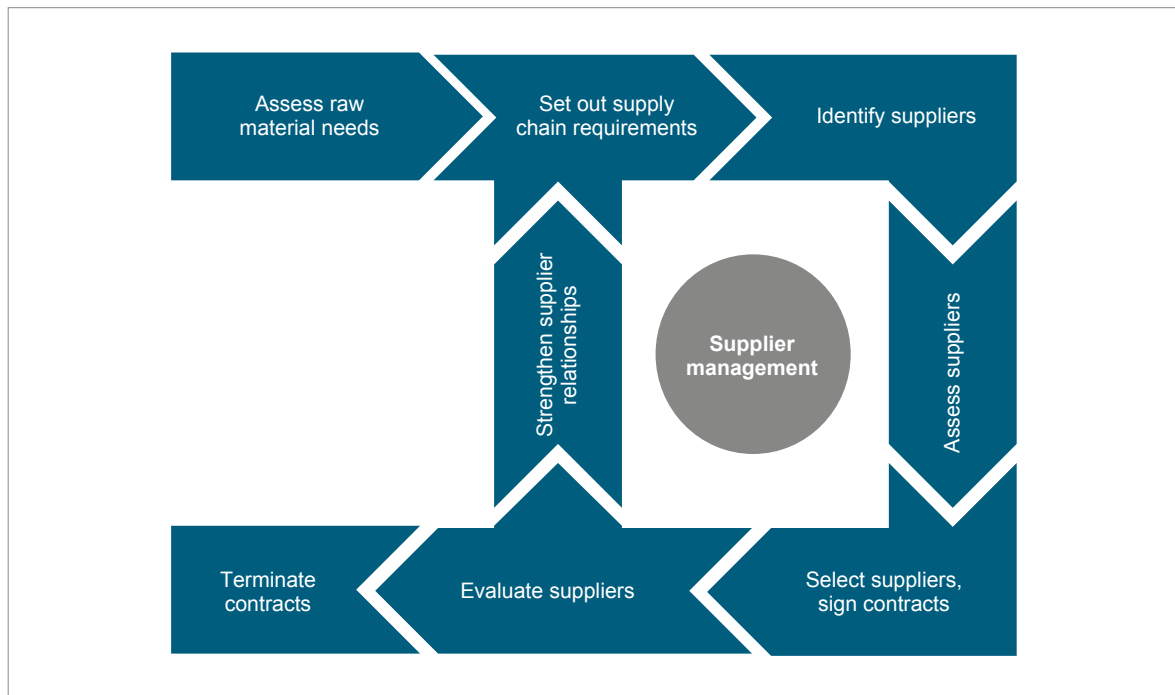 Assess raw
material needs
Set out supply
chain requirements
Identify suppliers
Strengthen supplier
relationships
Supplier
management
Assess suppliers
Terminate
contracts
Evaluate suppliers
Select suppliers,
sign contracts